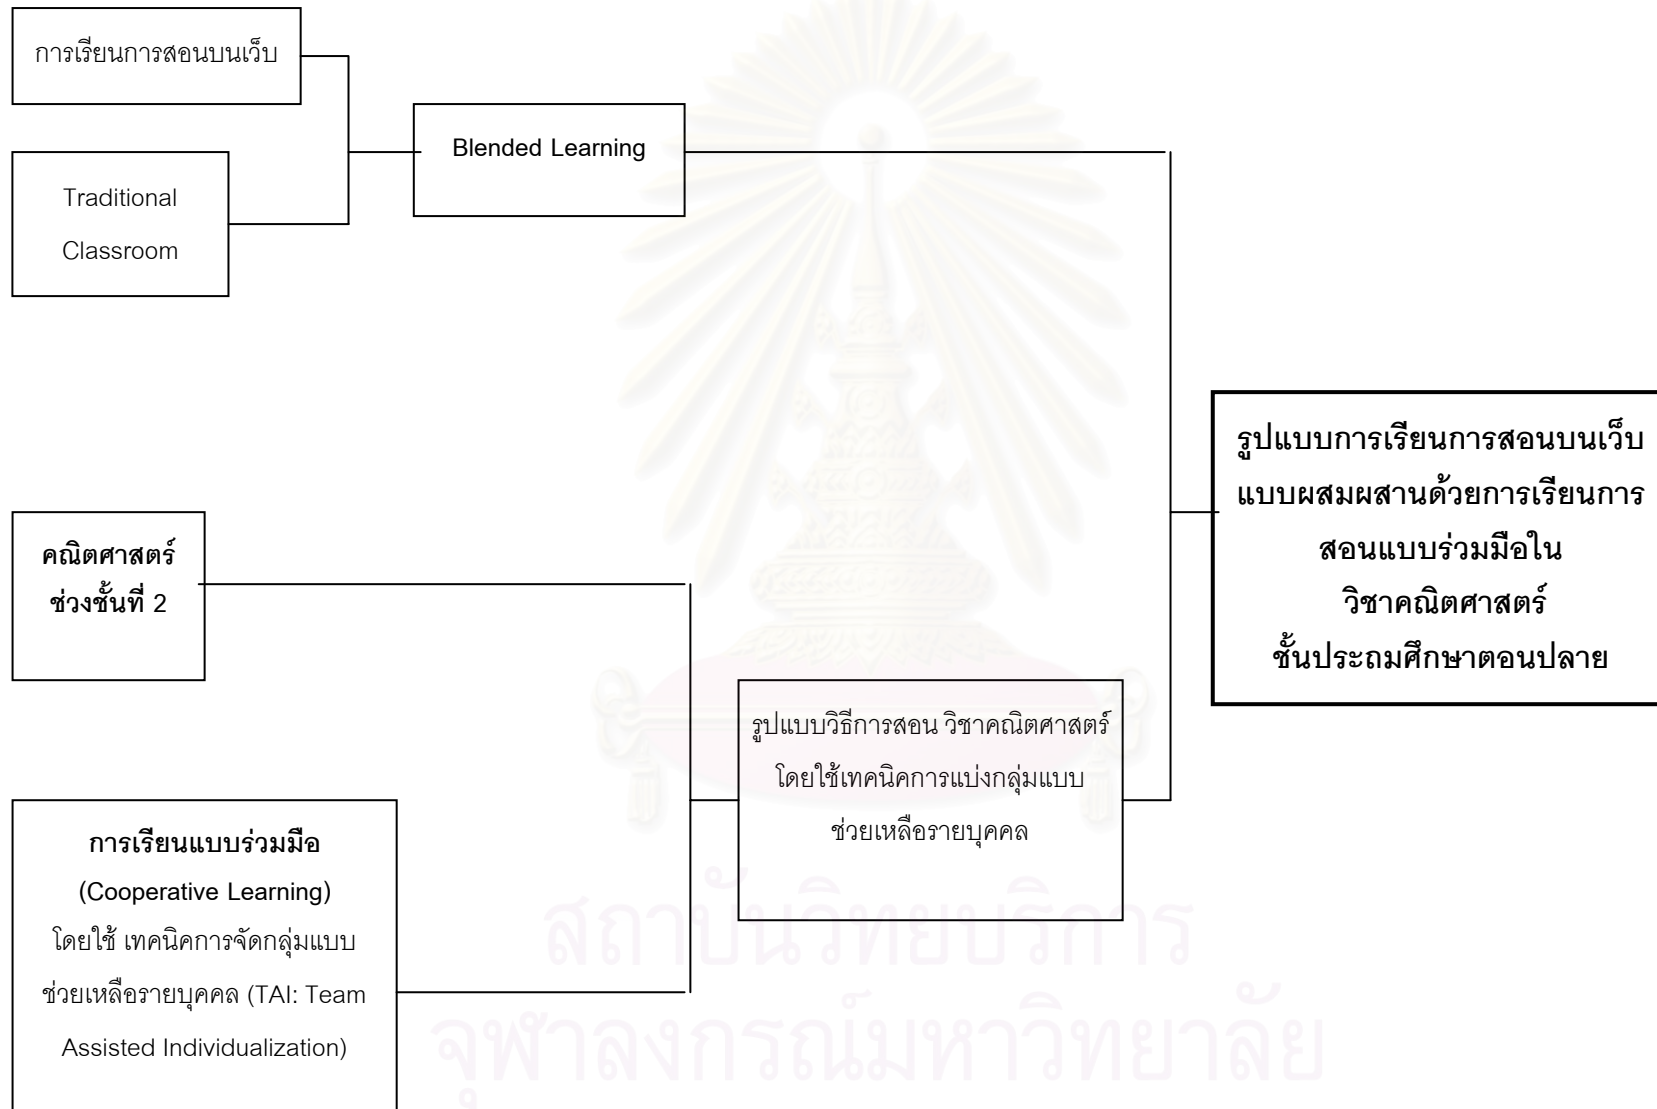 การเรียนการสอนบนเว็บ
Traditional
Classroom
Blended Learning
คณิตศาสตร์
ช่วงชั้นที่ 2
การเรียนแบบร่วมมือ
(Cooperative Learning)
โดยใช้ เทคนิคการจัดกลุ่มแบบ
ช่วยเหลือรายบุคคล (TAI: Team
Assisted Individualization)
รูปแบบวิธีการสอน วิชาคณิตศาสตร์
โดยใช้เทคนิคการแบ่งกลุ่มแบบ
ช่วยเหลือรายบุคคล
รูปแบบการเรียนการสอนบนเว็บ
แบบผสมผสานด้วยการเรียนการ
สอนแบบร่วมมือใน
วิชาคณิตศาสตร์
ชั้นประถมศึกษาตอนปลาย
สถาบันวิทยบริการ
จุฬาลงกรณ์มหาวิทยาลัย